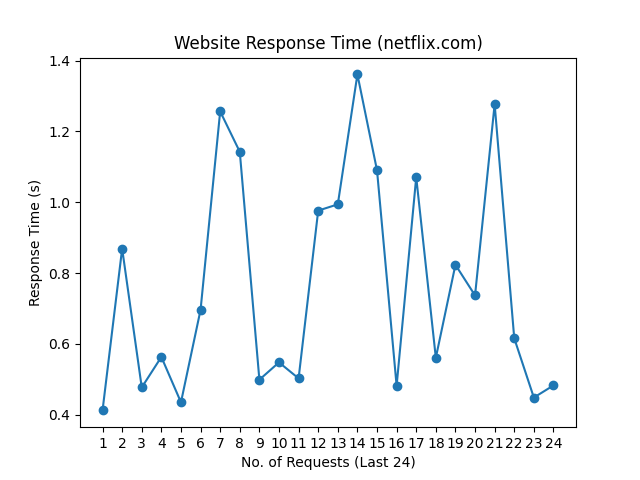 Website Response Time (netflix.com)
1.4
1.2
1.0
0.8
0.6
0.4
Response Time (s)
1 2 3 4 5 6 7 8 9 10 11 12 13 14 15 16 17 18 19 20 21 22 23 24
No. of Requests (Last 24)